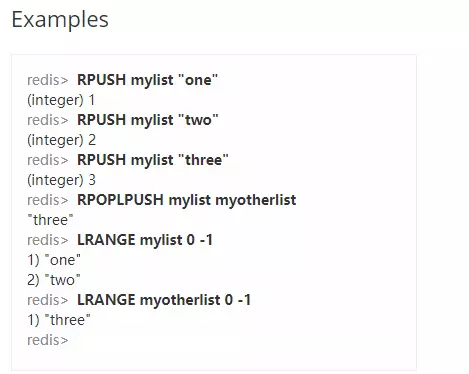 Examples
redis> RPUSH mylist "one"
(integer) 1
redis> RPUSH mylist "two"
(integer) 2
redis> RPUSH mylist "three"
(integer) 3
redis> RPOPLPUSH mylist myotherlist
"three"
redis> LRANGE mylist 0 -1
1) "one"
2) "two"
redis> LRANGE myotherlist 0 -1
1) "three"
redis>